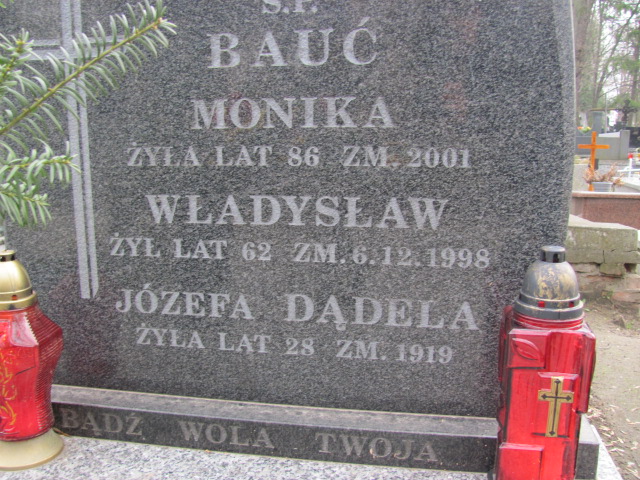 Ś.P.
BAUĆ
MONIKA
ŻYŁA LAT 86 ZM. 2001
WŁADYSŁAW
ŻYŁ LAT 62 ZM. 6.12.1998
JÓZEFA DĄDELA
ŻYŁA LAT 28 ZM. 1919
BĄDŹ WOLA TWOJA